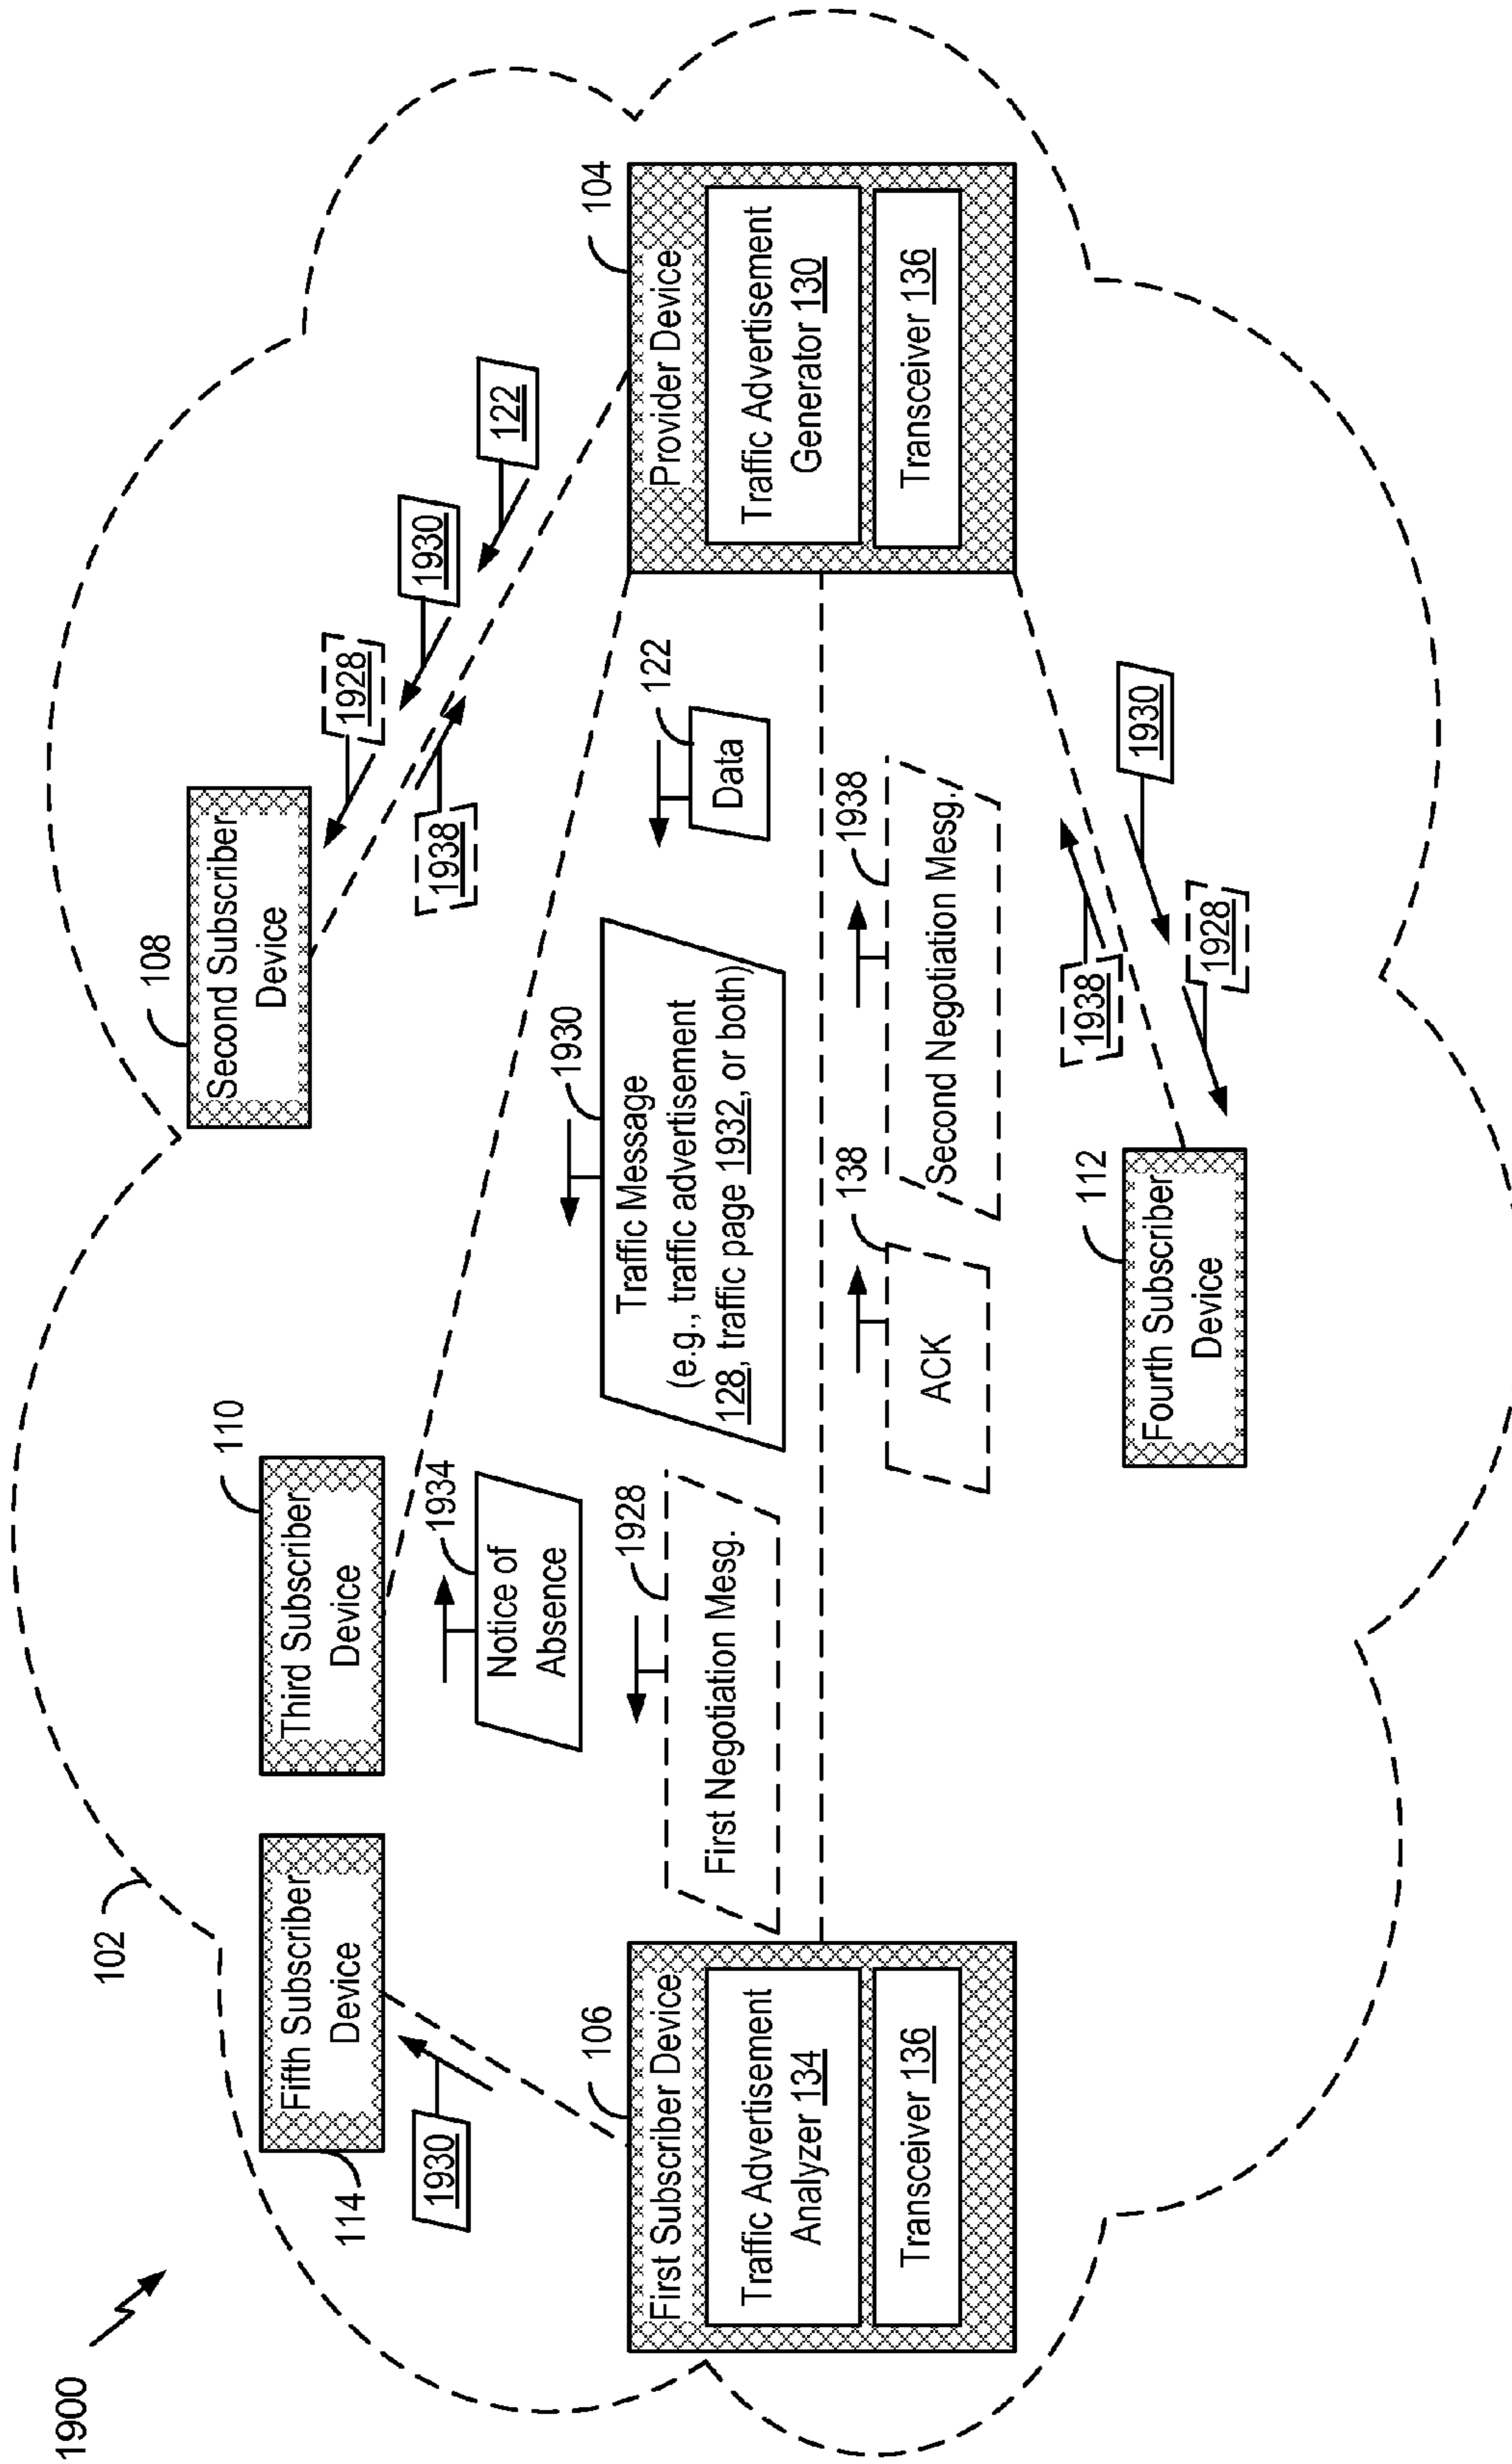 1900
102
114
Fifth Subscriber
Device
1930
110
Third Subscriber
Device
108
Second Subscriber
Device
1928
1930
122
1938
1934
Notice of
Absence
1928
First Negotiation Mesg.
1930
Traffic Message
(e.g., traffic advertisement
128, traffic page 1932, or both)
122
Data
106
First Subscriber Device
Traffic Advertisement
Analyzer 134
Transceiver 136
104
Provider Device
Traffic Advertisement
Generator 130
Transceiver 136
138
ACK
1938
Second Negotiation Mesg.
112
Fourth Subscriber
Device
1938
1928
1930